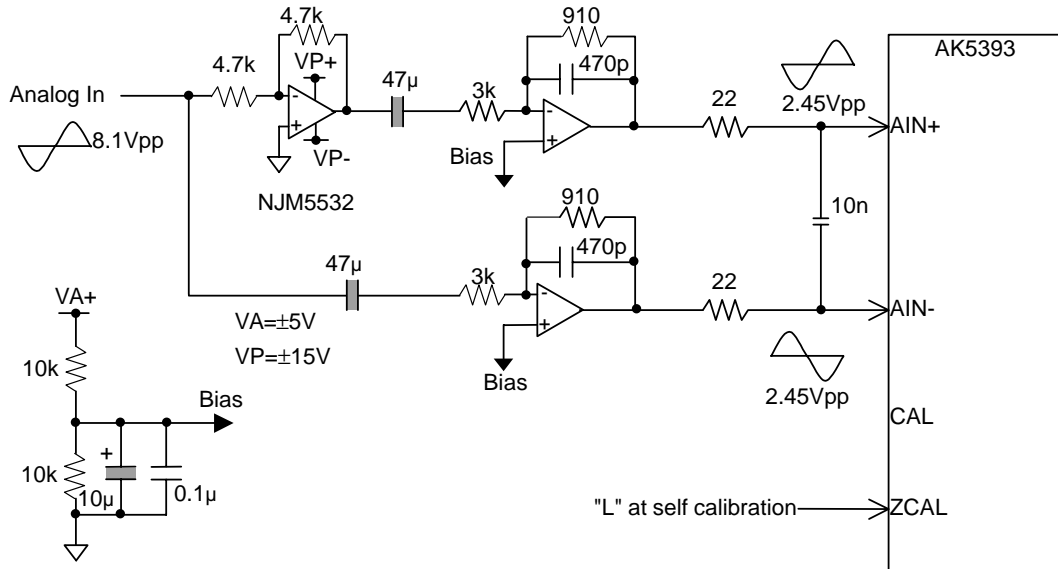 4.7k
910
AK5393
VP+
470p
4.7k
47µ
3k
22
2.45Vpp
Analog In
-
-
AIN+
+
+
8.1Vpp
VP-
Bias
NJM5532
910
10n
470p
47µ
3k
22
VA+
-
AIN-
VA=±5V
+
VP=±15V
10k
Bias
Bias
2.45Vpp
CAL
+
10k
10µ
0.1µ
"L" at self calibration
ZCAL